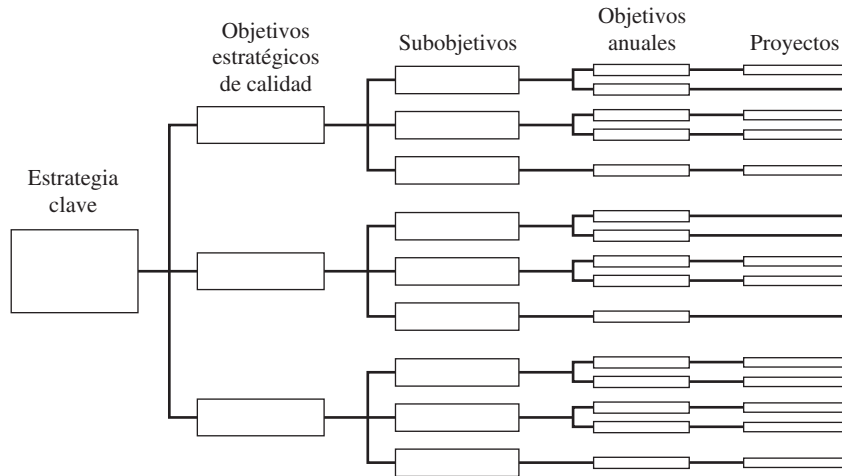 Objetivos
estratégicos
de calidad
Subobjetivos
Objetivos
anuales
Proyectos
Estrategia
clave